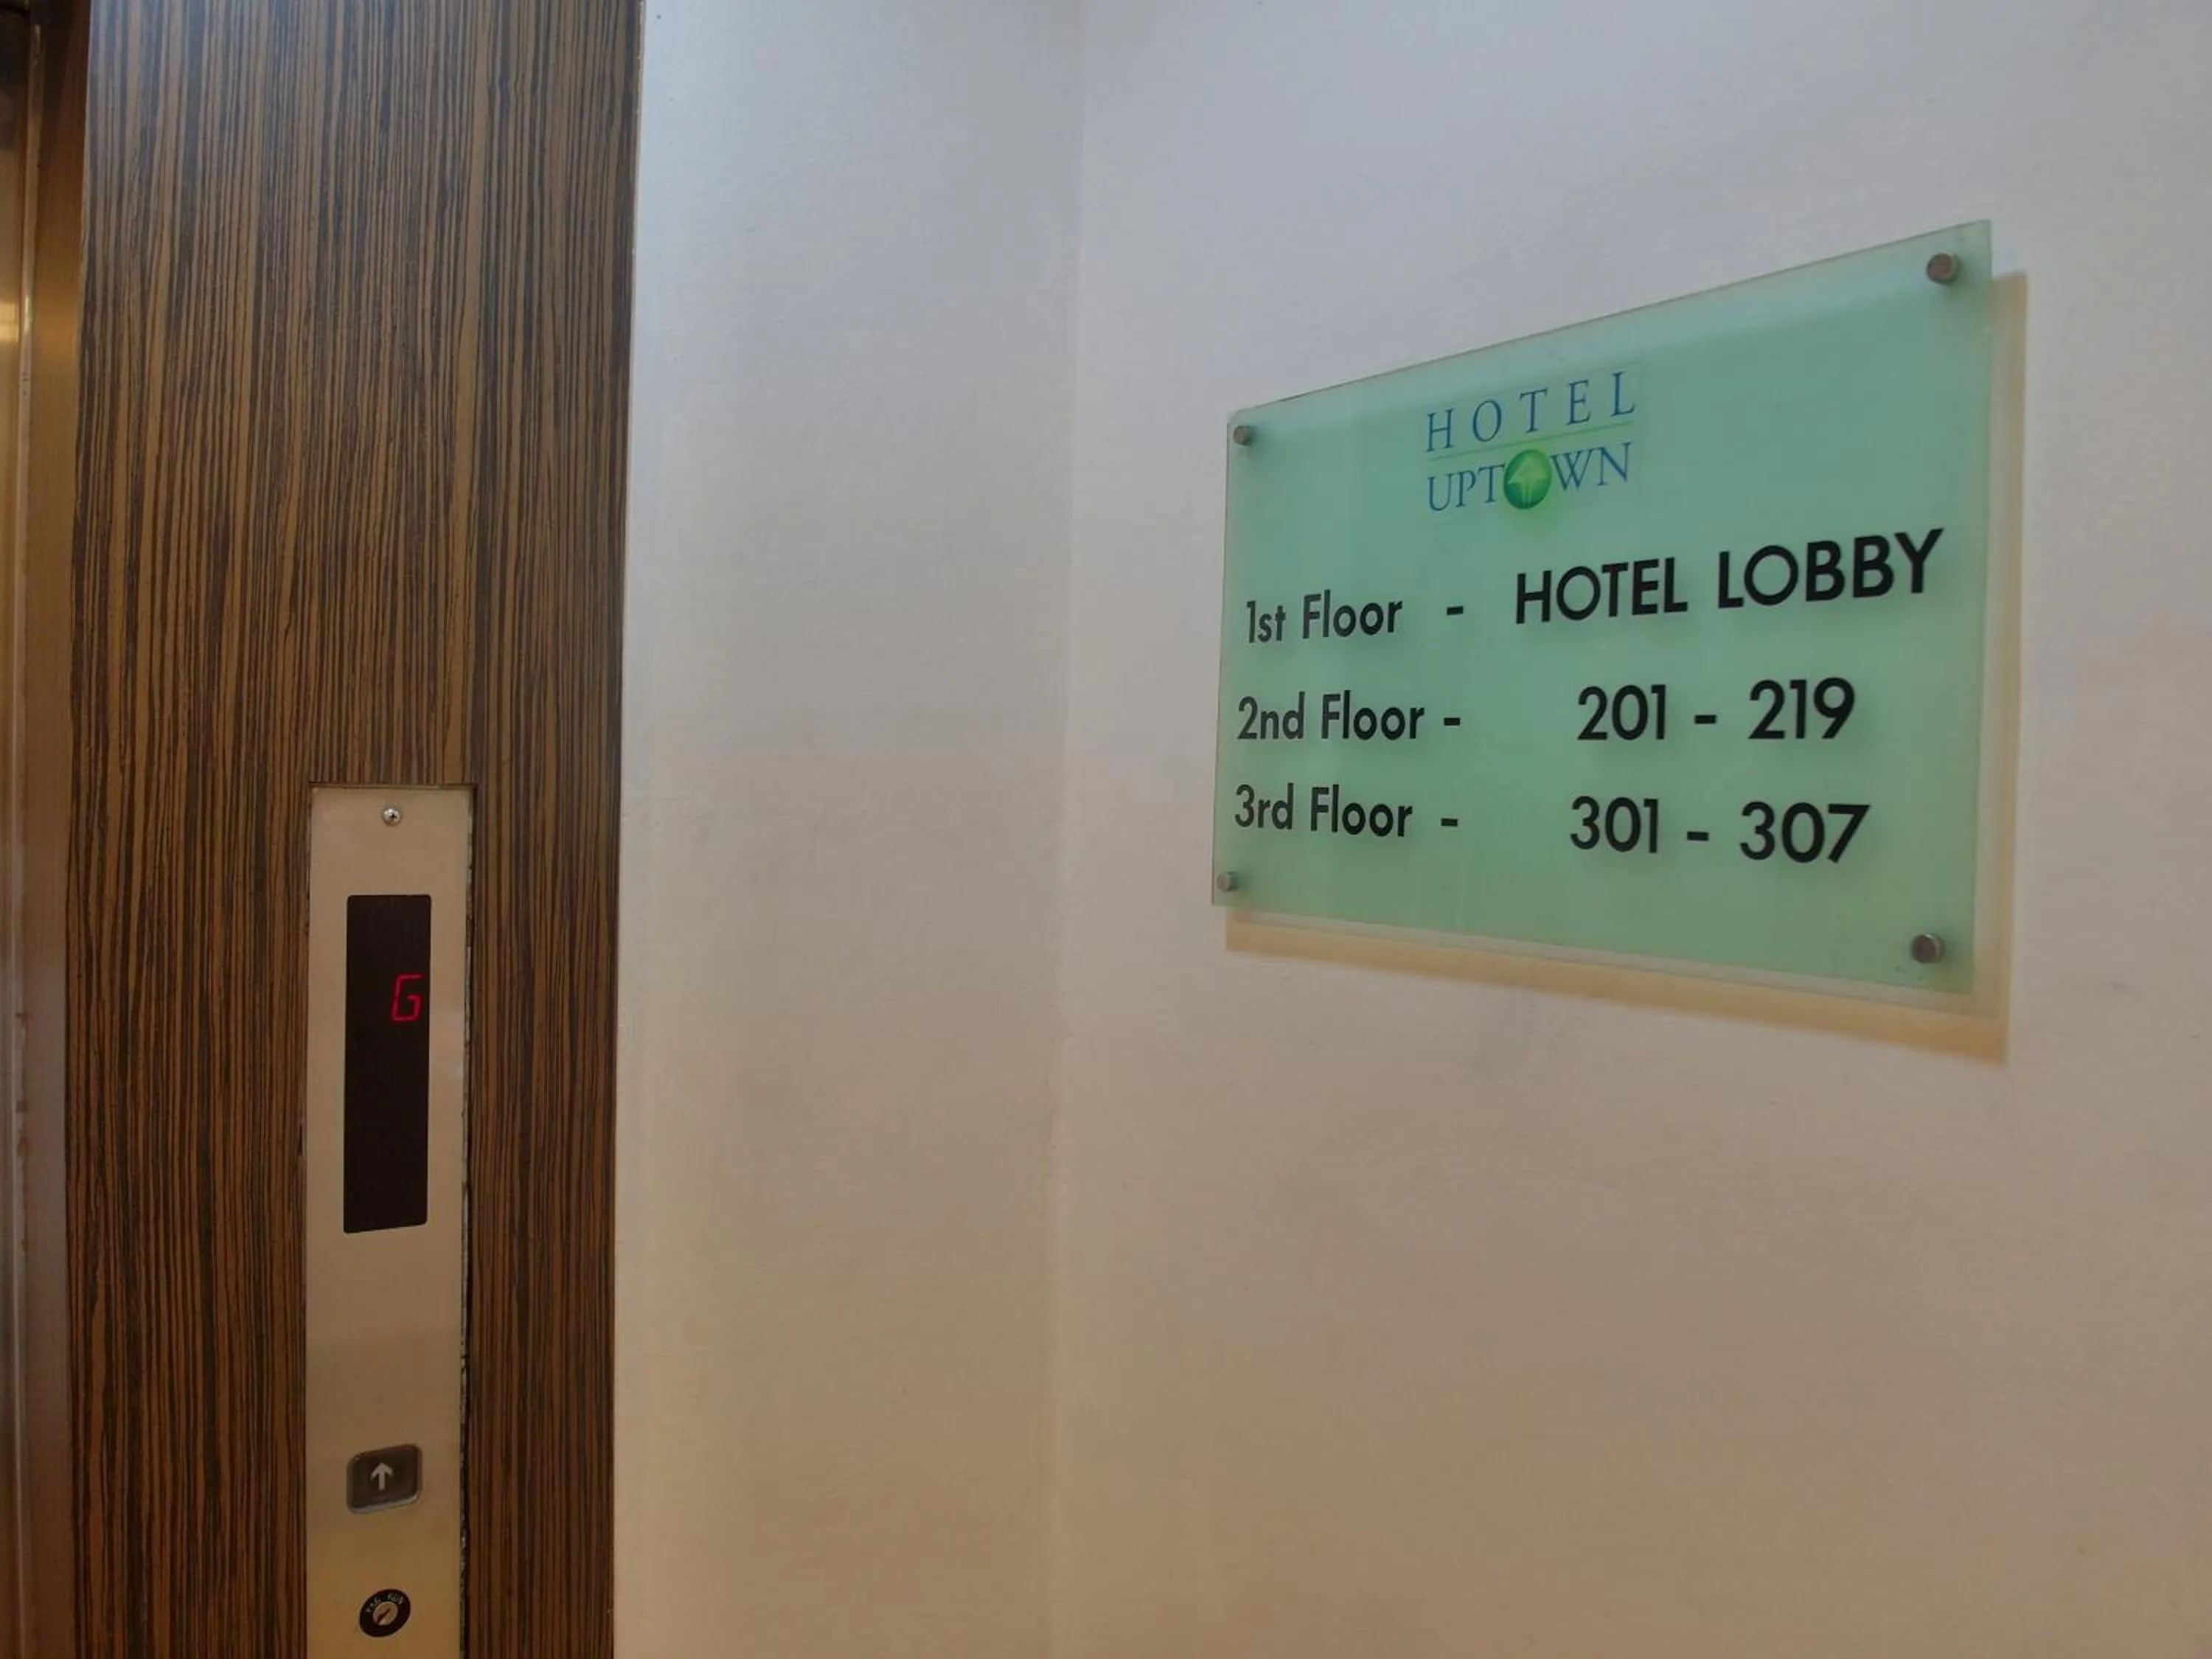 HOTEL
UPTOWN
1st Floor - HOTEL LOBBY
2nd Floor - 201 - 219
3rd Floor - 301 - 307
G